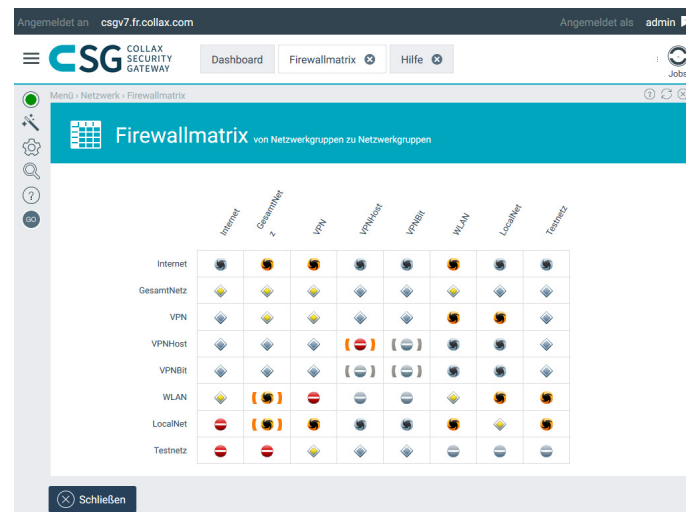 Angemeldet an csgv7.fr.collax.com Angemeldet als admin
CSG COLLAX SECURITY GATEWAY Dashboard Firewallmatrix Hilfe Jobs
Menü › Netzwerk › Firewallmatrix
Firewallmatrix von Netzwerkgruppen zu Netzwerkgruppen
GO
Internet GesamtNetz VPN VPNHost VPNBit WLAN LocalNet Testnetz
Internet
GesamtNetz
VPN
VPNHost
VPNBit
WLAN
LocalNet
Testnetz
Schließen